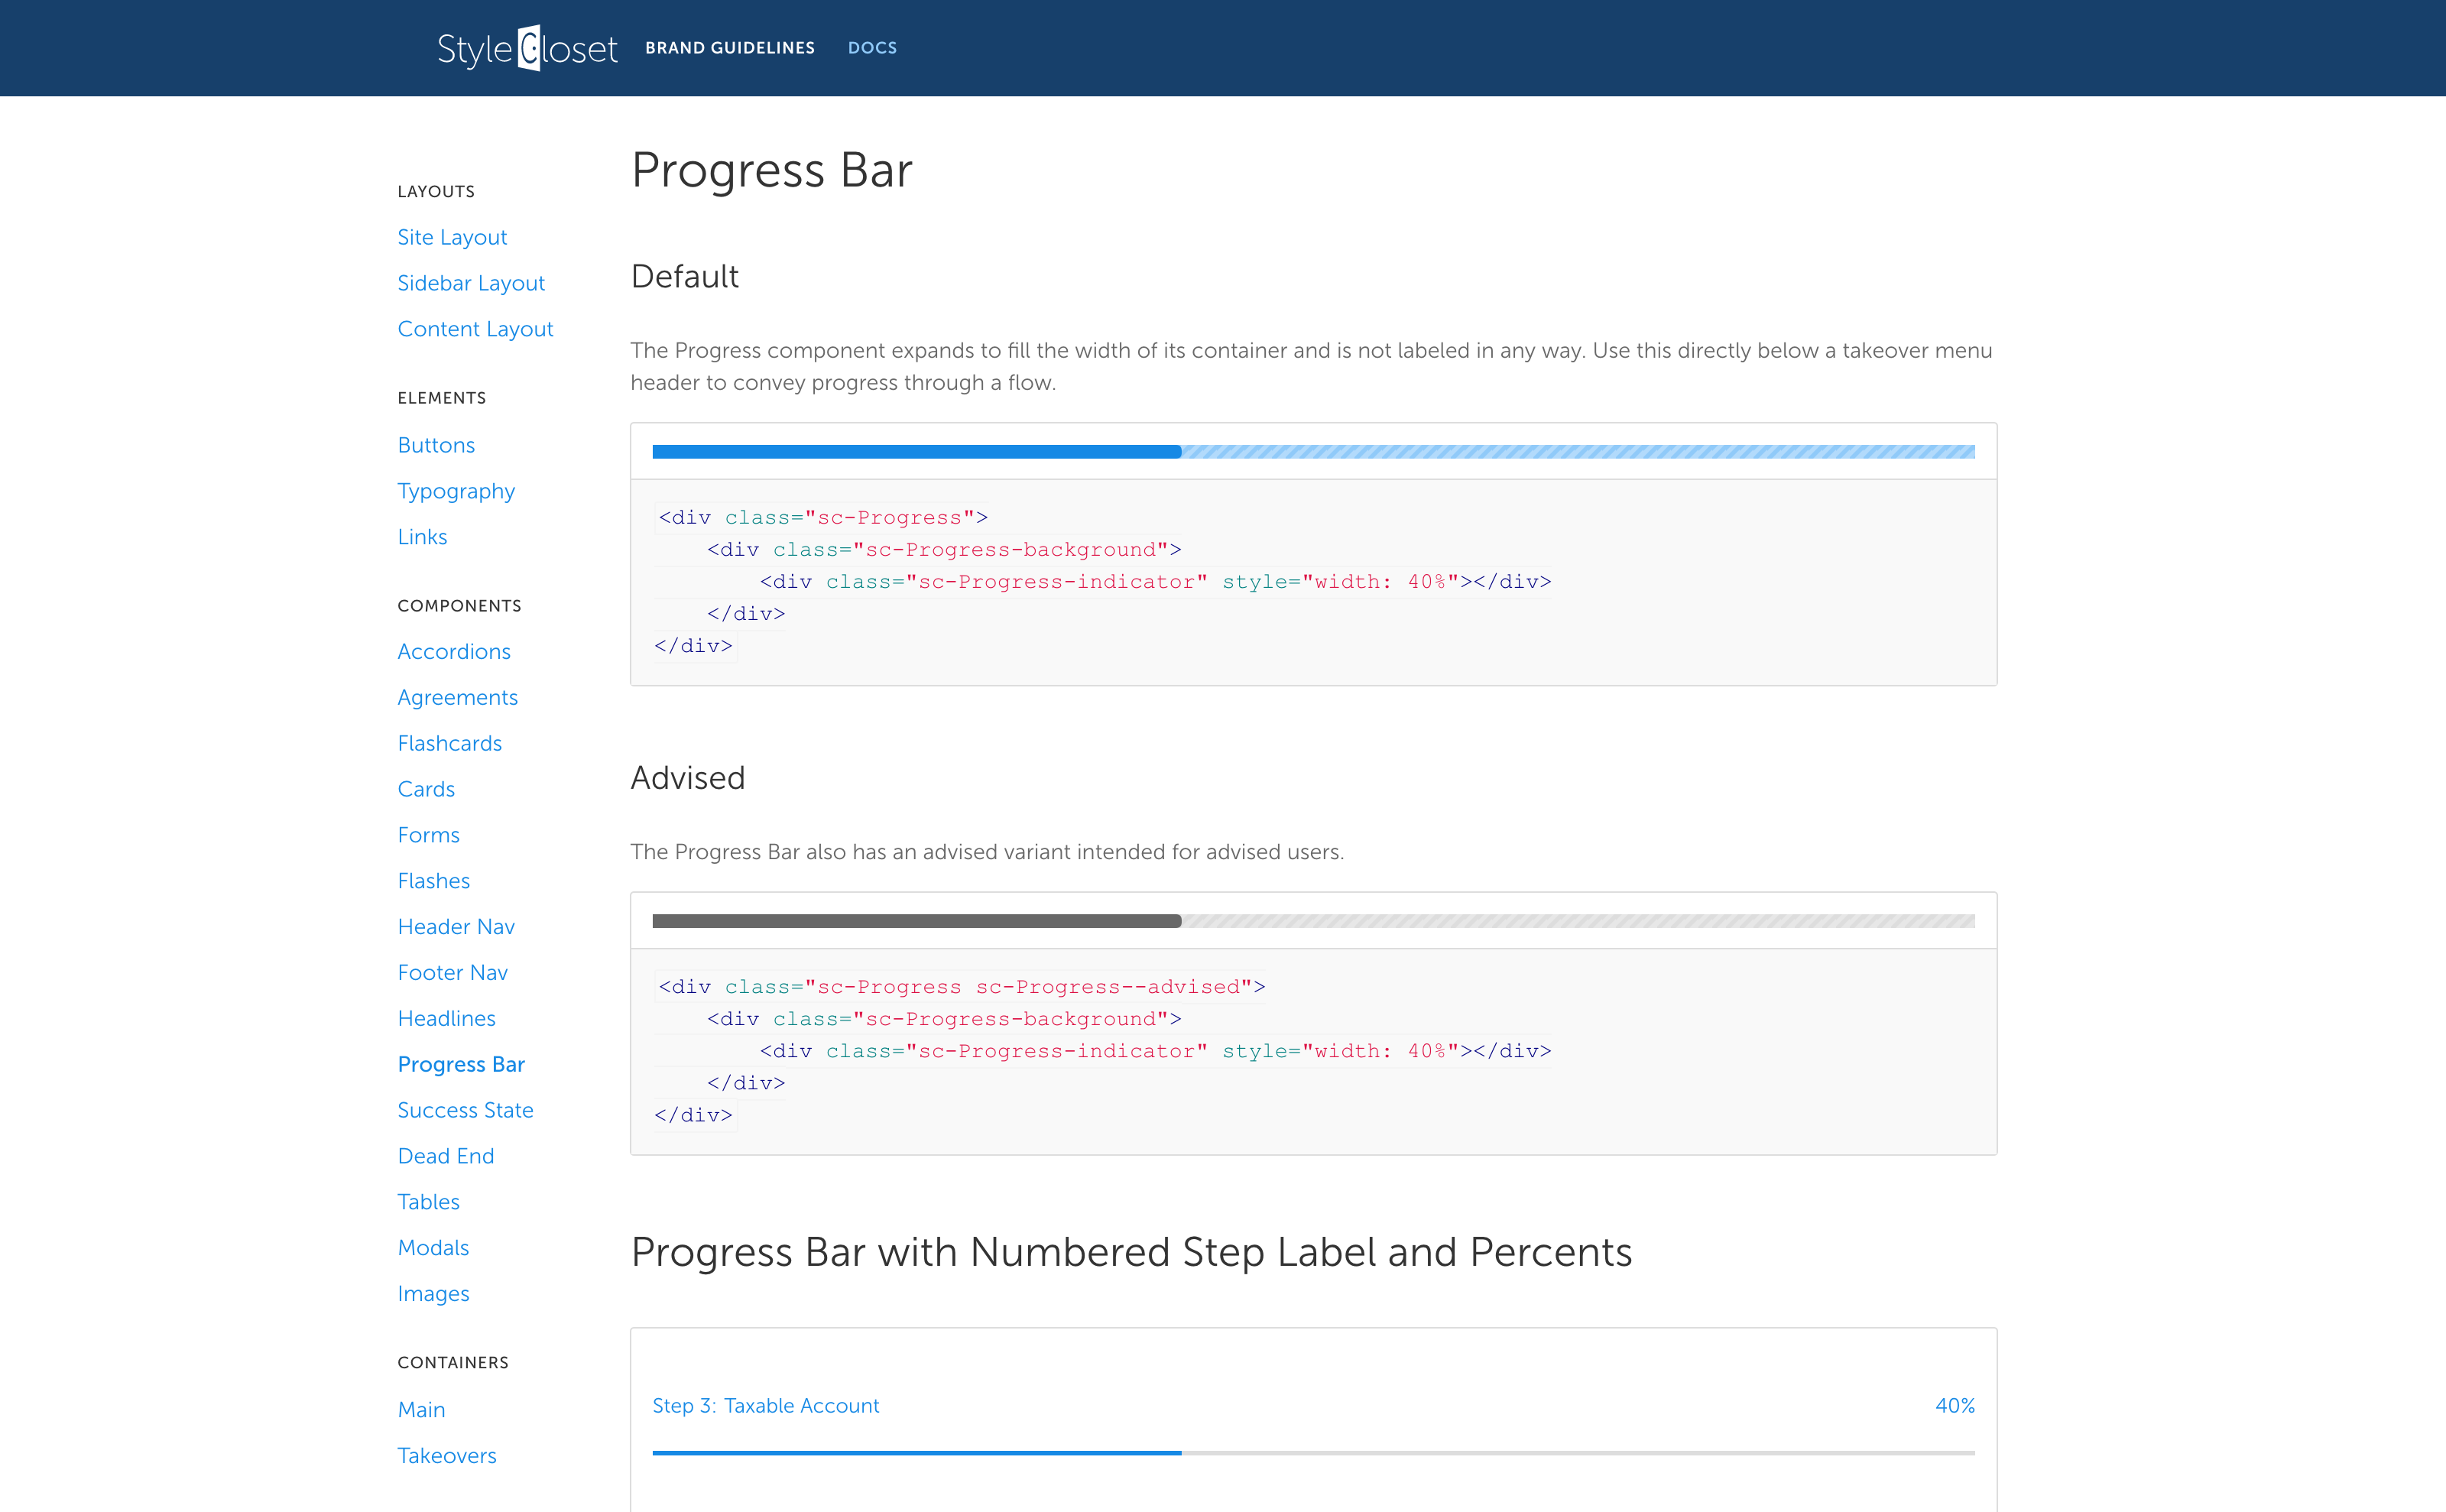 StyleCloset
BRAND GUIDELINES DOCS
LAYOUTS
Site Layout
Sidebar Layout
Content Layout
ELEMENTS
Buttons
Typography
Links
COMPONENTS
Accordions
Agreements
Flashcards
Cards
Forms
Flashes
Header Nav
Footer Nav
Headlines
Progress Bar
Success State
Dead End
Tables
Modals
Images
CONTAINERS
Main
Takeovers
Progress Bar
Default
The Progress component expands to fill the width of its container and is not labeled in any way. Use this directly below a takeover menu
header to convey progress through a flow.
<div class="sc-Progress">
    <div class="sc-Progress-background">
        <div class="sc-Progress-indicator" style="width: 40%"></div>
    </div>
</div>
Advised
The Progress Bar also has an advised variant intended for advised users.
<div class="sc-Progress sc-Progress--advised">
    <div class="sc-Progress-background">
        <div class="sc-Progress-indicator" style="width: 40%"></div>
    </div>
</div>
Progress Bar with Numbered Step Label and Percents
Step 3: Taxable Account 40%